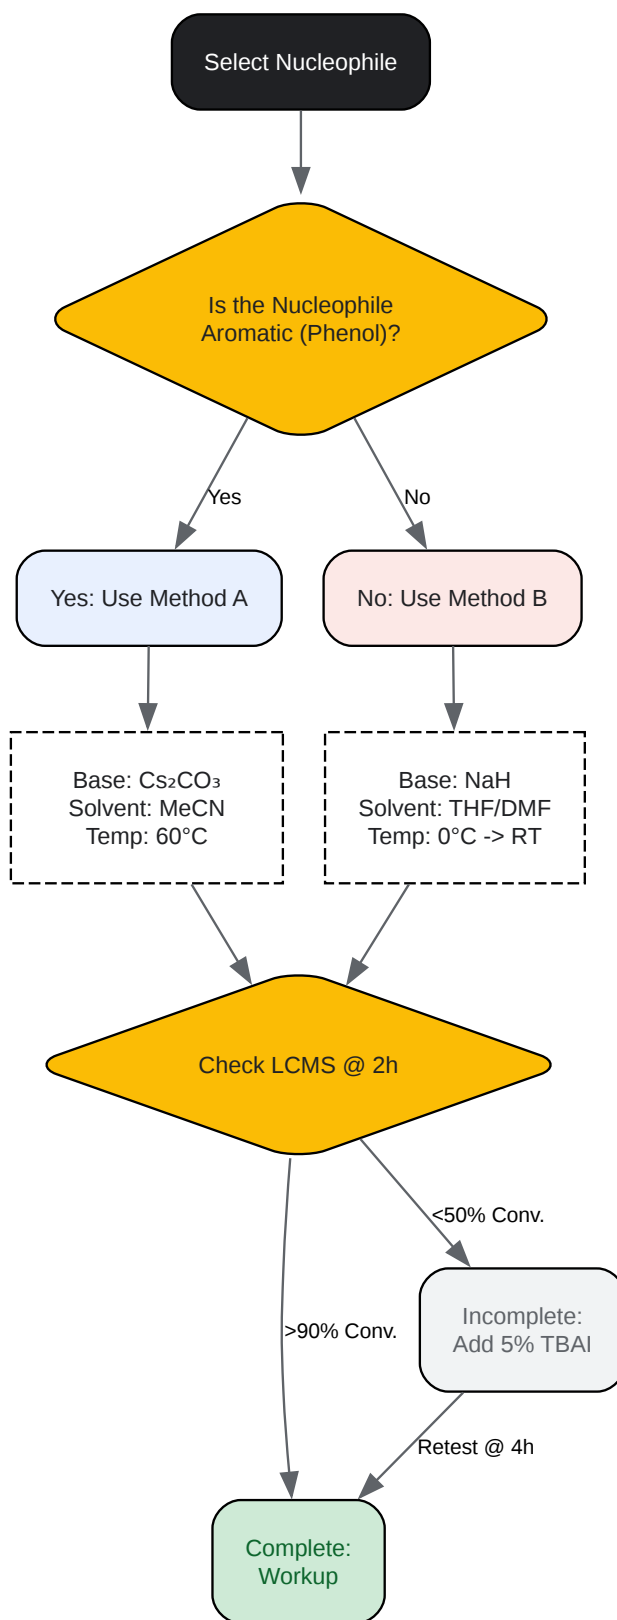 Select Nucleophile
Is the Nucleophile
Aromatic (Phenol)?
Yes
No
Yes: Use Method A
No: Use Method B
Base: Cs₂CO₃
Solvent: MeCN
Temp: 60°C
Base: NaH
Solvent: THF/DMF
Temp: 0°C -> RT
Check LCMS @ 2h
<50% Conv.
>90% Conv.
Incomplete:
Add 5% TBAI
Retest @ 4h
Complete:
Workup